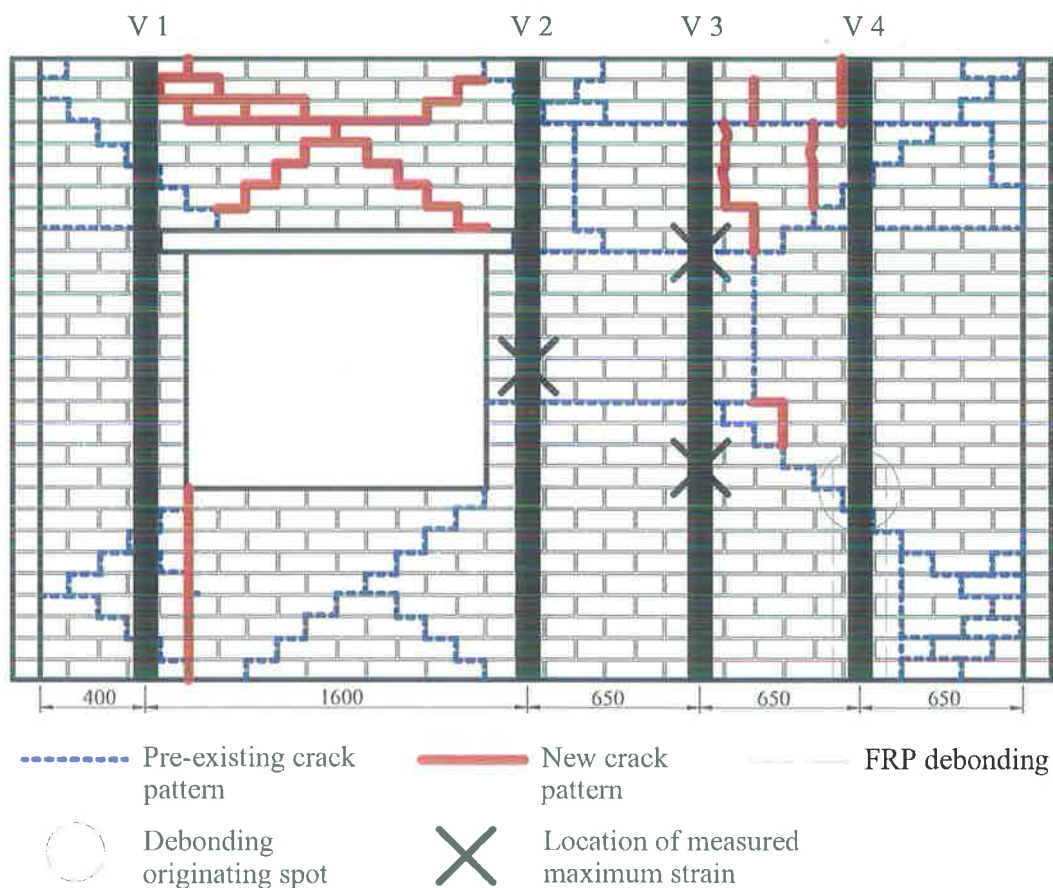 V 1 V 2 V 3 V 4
400 1600 650 650 650
Pre-existing crack
pattern
New crack
pattern
FRP debonding
Debonding
originating spot
Location of measured
maximum strain